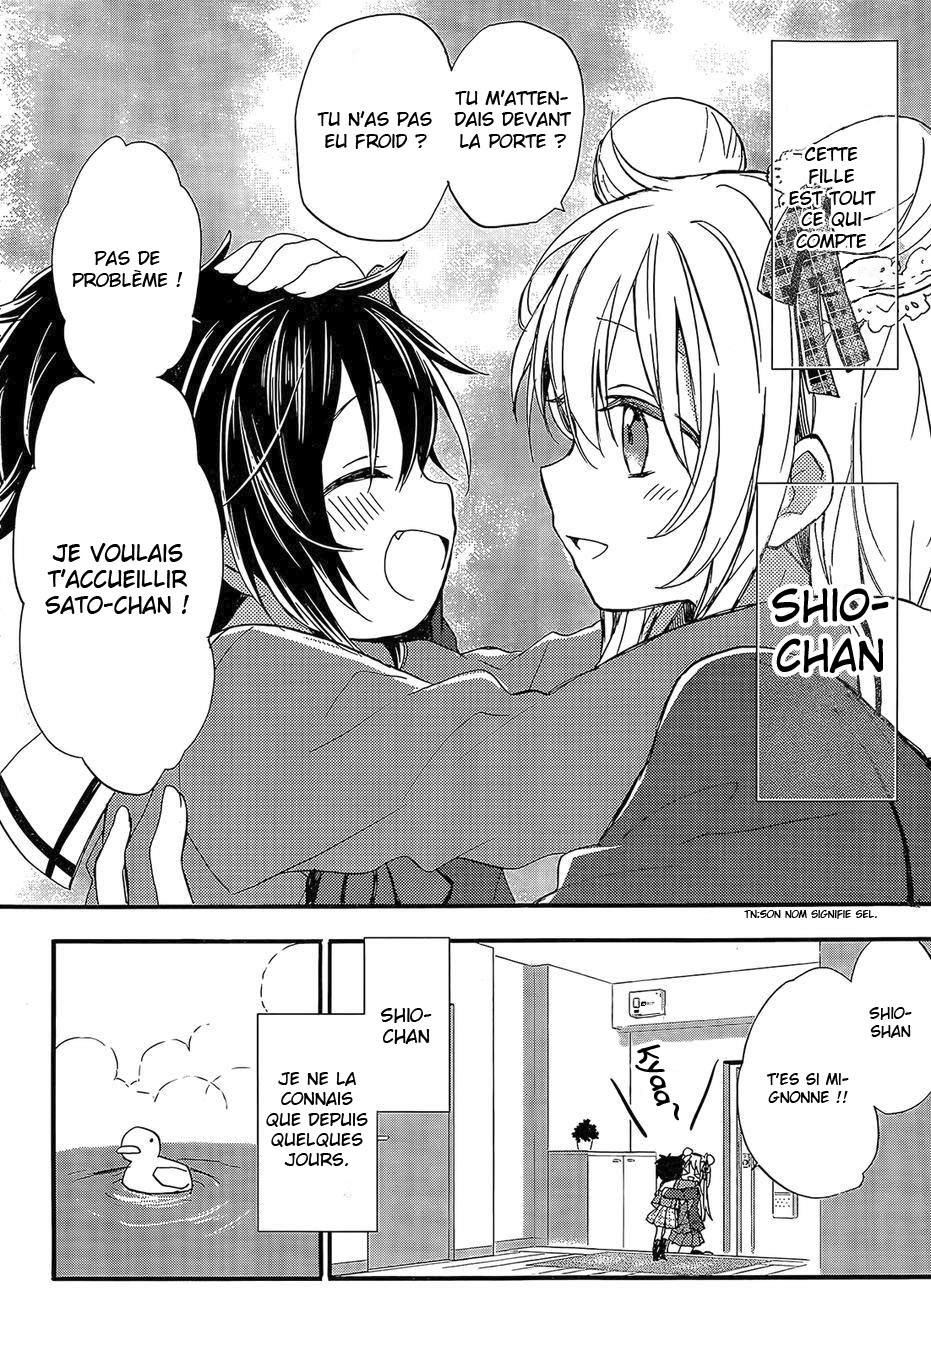 CETTE
FILLE
EST TOUT
CE QUI
COMPTE
TU M'ATTEN-
DAIS DEVANT
LA PORTE ?
TU N'AS PAS
EU FROID ?
PAS DE
PROBLÈME !
JE VOULAIS
T'ACCUEILLIR
SATO-CHAN !
SHIO-
CHAN
TN:SON NOM SIGNIFIE SEL.
SHIO-
SHAN
T'ES SI MI-
GNONNE !!
Kyaa~
SHIO-
CHAN
JE NE LA
CONNAIS
QUE DEPUIS
QUELQUES
JOURS.